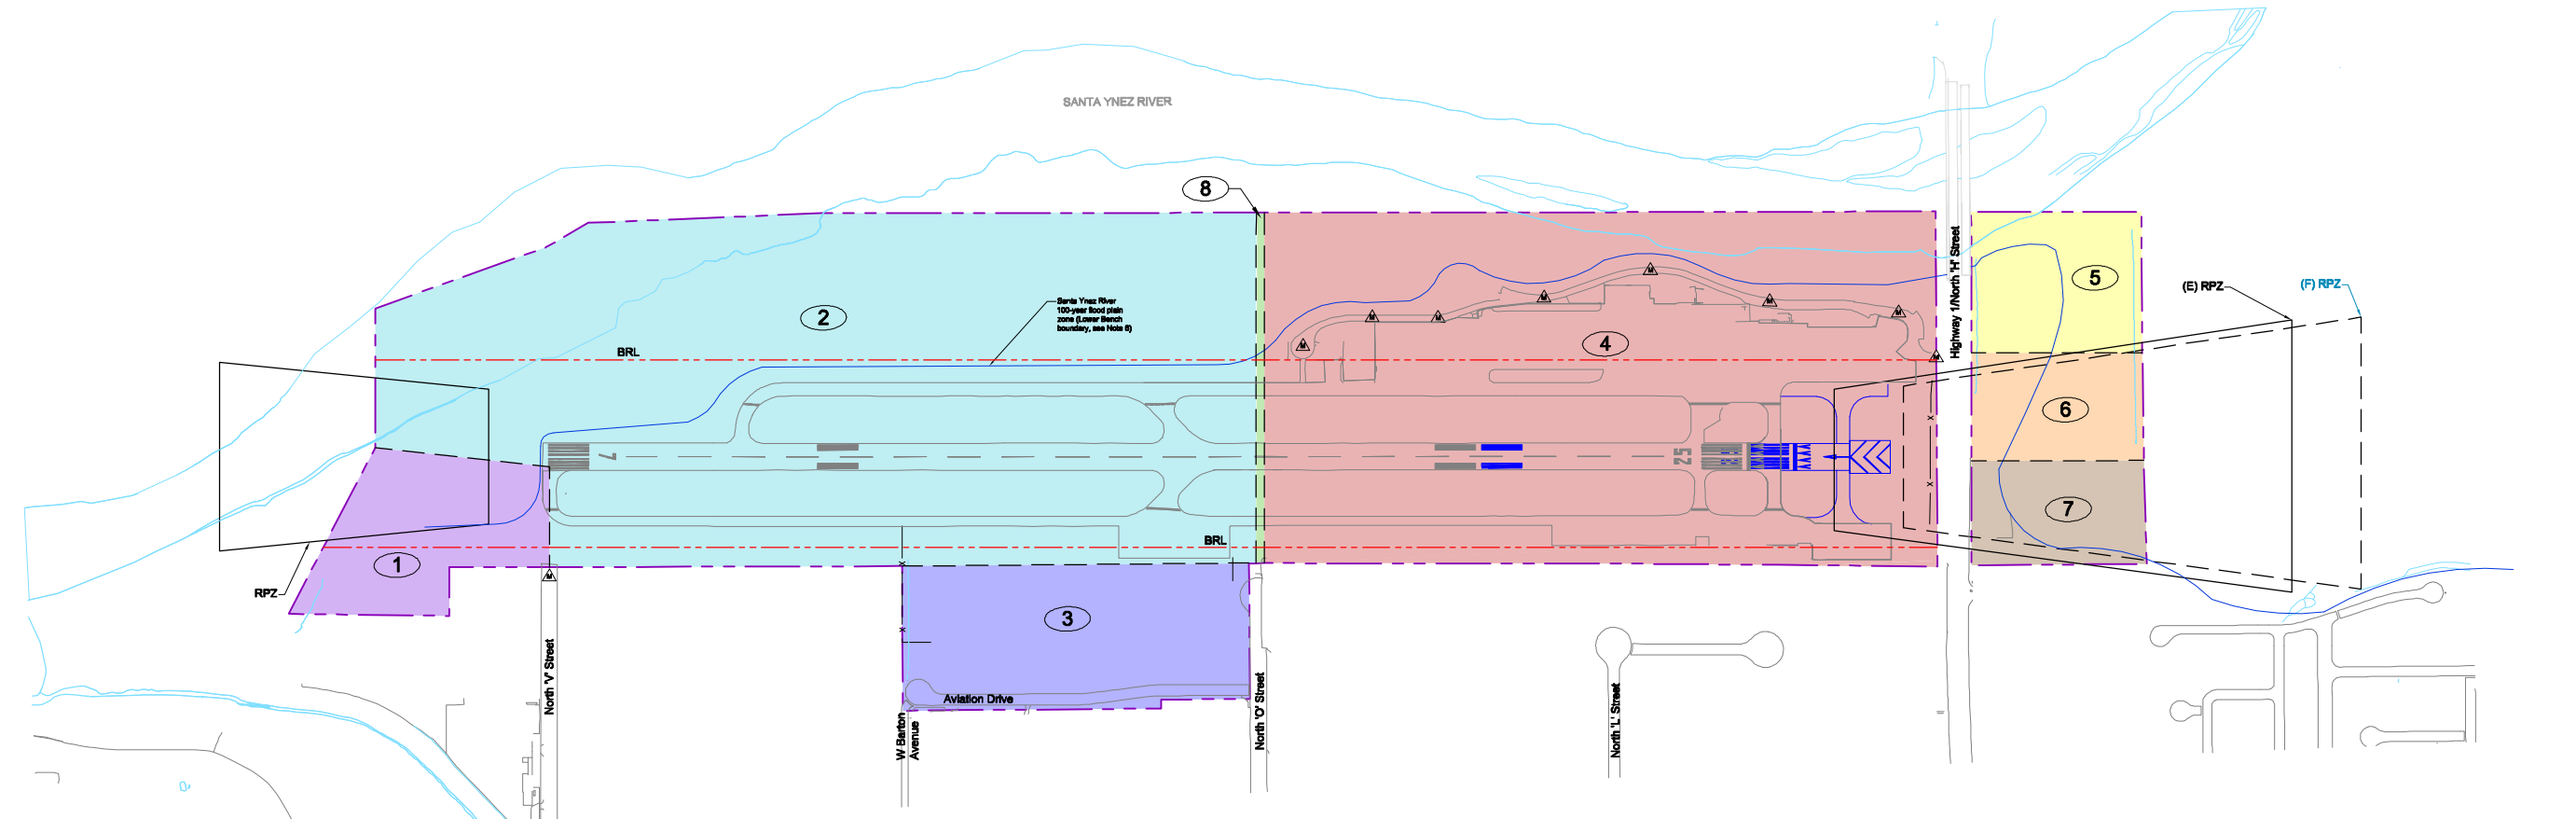 SANTA YNEZ RIVER
8
5
(E) RPZ
(F) RPZ
2
Santa Ynez River
100-year flood plain
zone (Lower Bench
boundary, see Note 6)
Highway 1/North 'H' Street
BRL
4
6
7
25
7
BRL
1
RPZ
3
North 'V' Street
Aviation Drive
W Barton
Avenue
North 'O' Street
North 'L' Street
M
M
M
M
M
M
M
M
M